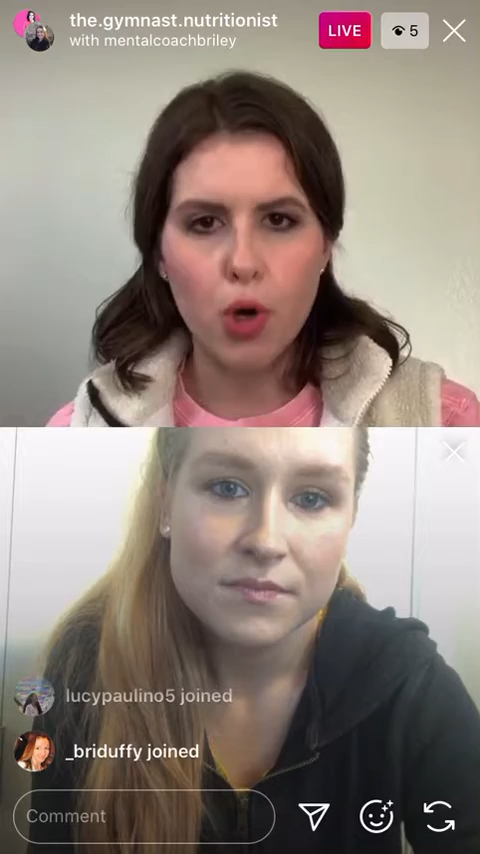 the.gymnast.nutritionist
with mentalcoachbriley
LIVE
5
lucypaulino5 joined
_briduffy joined
Comment